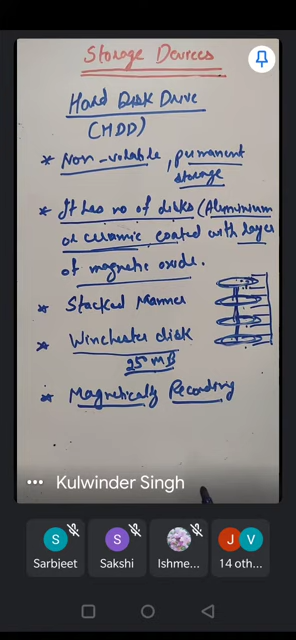 Storage Devices
Hard Disk Drive
(HDD)
* Non-volatile, permanent
storage
* It has no of disks (Aluminium
or ceramic, coated with layer
of magnetic oxide.
* Stacked Manner
* Winchester disk
25 MB
* Magnetically Recording
••• Kulwinder Singh
S S J V
Sarbjeet Sakshi Ishme... 14 oth...